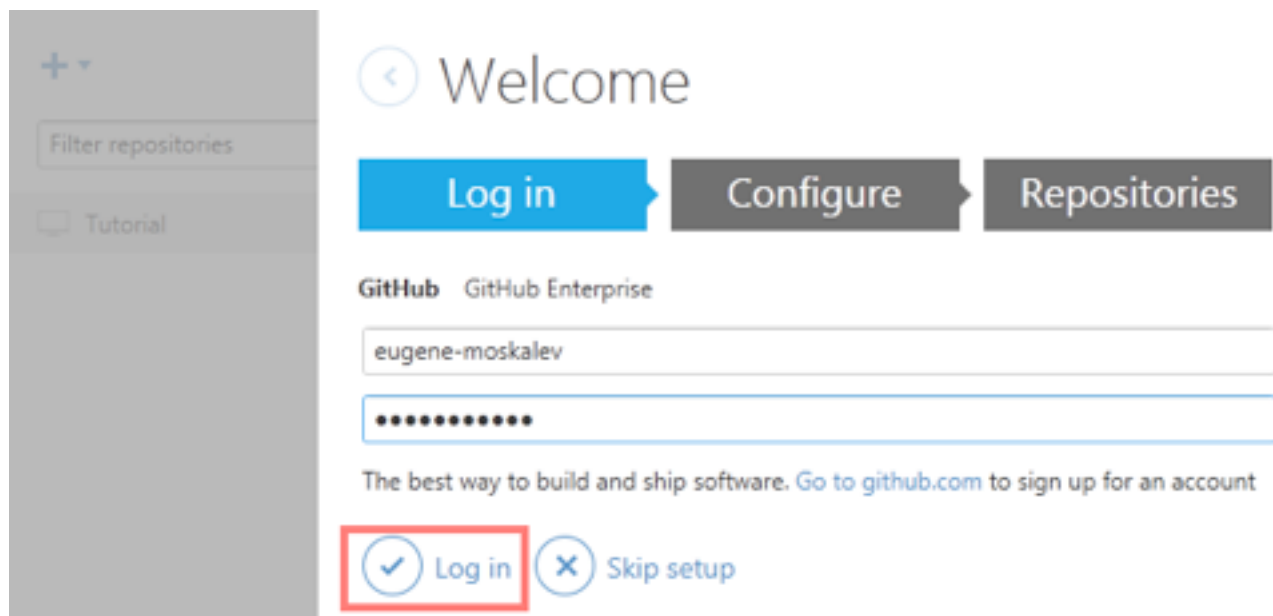 Welcome
Filter repositories
Log in Configure Repositories
Tutorial
GitHub GitHub Enterprise
eugene-moskalev
•••••••••••
The best way to build and ship software. Go to github.com to sign up for an account
Log in Skip setup